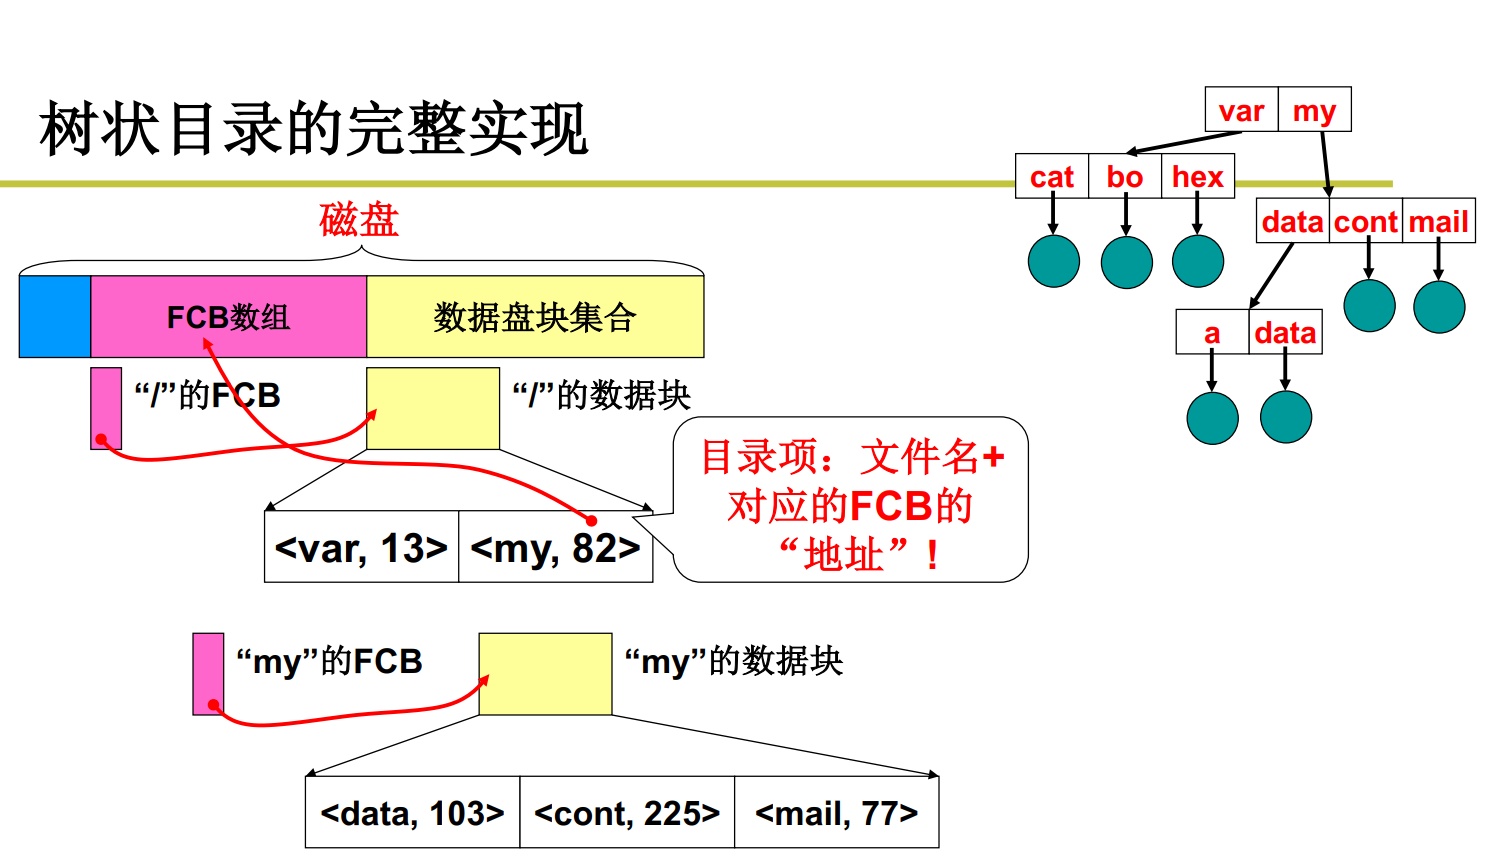 树状目录的完整实现
var my
cat bo hex
data cont mail
a data
磁盘
FCB数组 数据盘块集合
“/”的FCB “/”的数据块
目录项：文件名+
对应的FCB的
“地址”！
<var, 13> <my, 82>
“my”的FCB “my”的数据块
<data, 103> <cont, 225> <mail, 77>